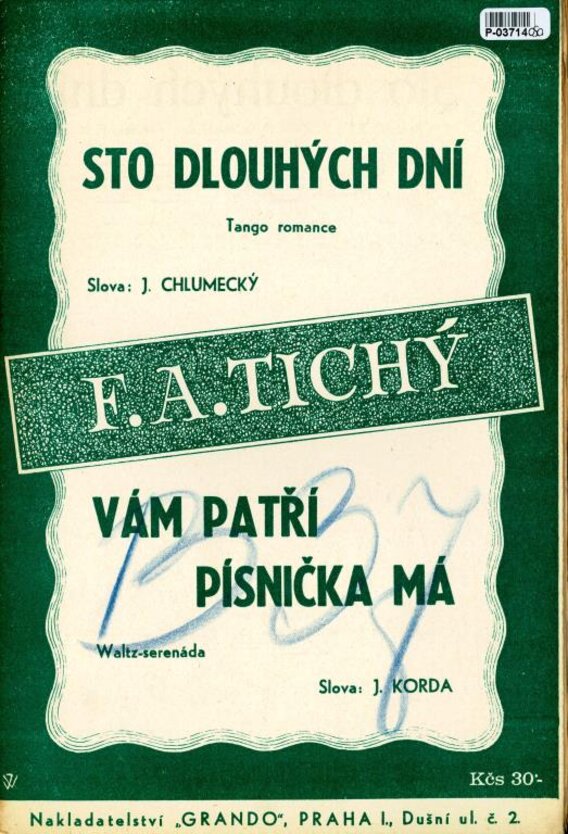 P-037140
STO DLOUHÝCH DNÍ
Tango romance
Slova: J. CHLUMECKÝ
F. A. TICHÝ
VÁM PATŘÍ
PÍSNIČKA MÁ
Waltz-serenáda
Slova: J. KORDA
Kčs 30·-
Nakladatelství „GRANDO", PRAHA I., Dušní ul. č. 2.